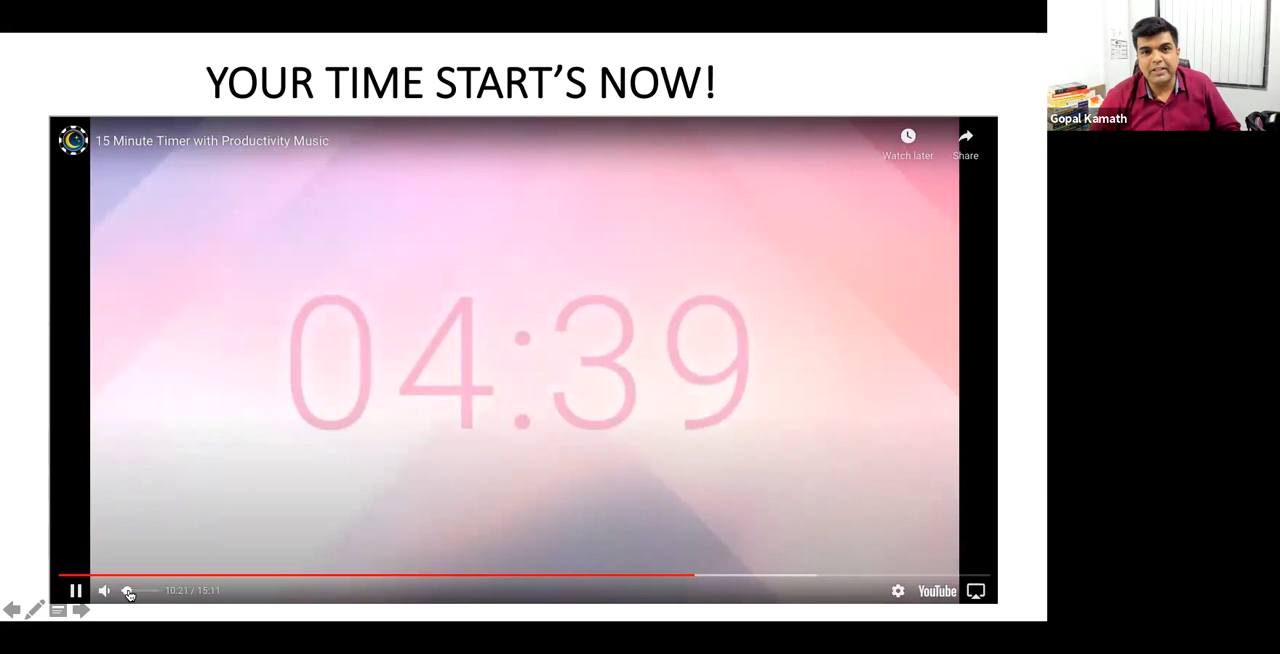 YOUR TIME START’S NOW!
15 Minute Timer with Productivity Music
Watch later
Share
04:39
10:21 / 15:11
YouTube
Gopal Kamath